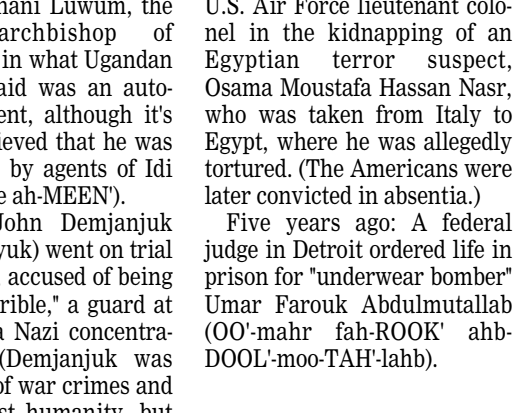 nani Luwum, the
archbishop of
in what Ugandan
aid was an auto-
ent, although it's
ieved that he was
by agents of Idi
e ah-MEEN').
John Demjanjuk
yuk) went on trial
accused of being
rrible," a guard at
a Nazi concentra-
(Demjanjuk was
of war crimes and
st humanity, but
U.S. Air Force lieutenant colo-
nel in the kidnapping of an
Egyptian terror suspect,
Osama Moustafa Hassan Nasr,
who was taken from Italy to
Egypt, where he was allegedly
tortured. (The Americans were
later convicted in absentia.)
Five years ago: A federal
judge in Detroit ordered life in
prison for "underwear bomber"
Umar Farouk Abdulmutallab
(OO'-mahr fah-ROOK' ahb-
DOOL'-moo-TAH'-lahb).